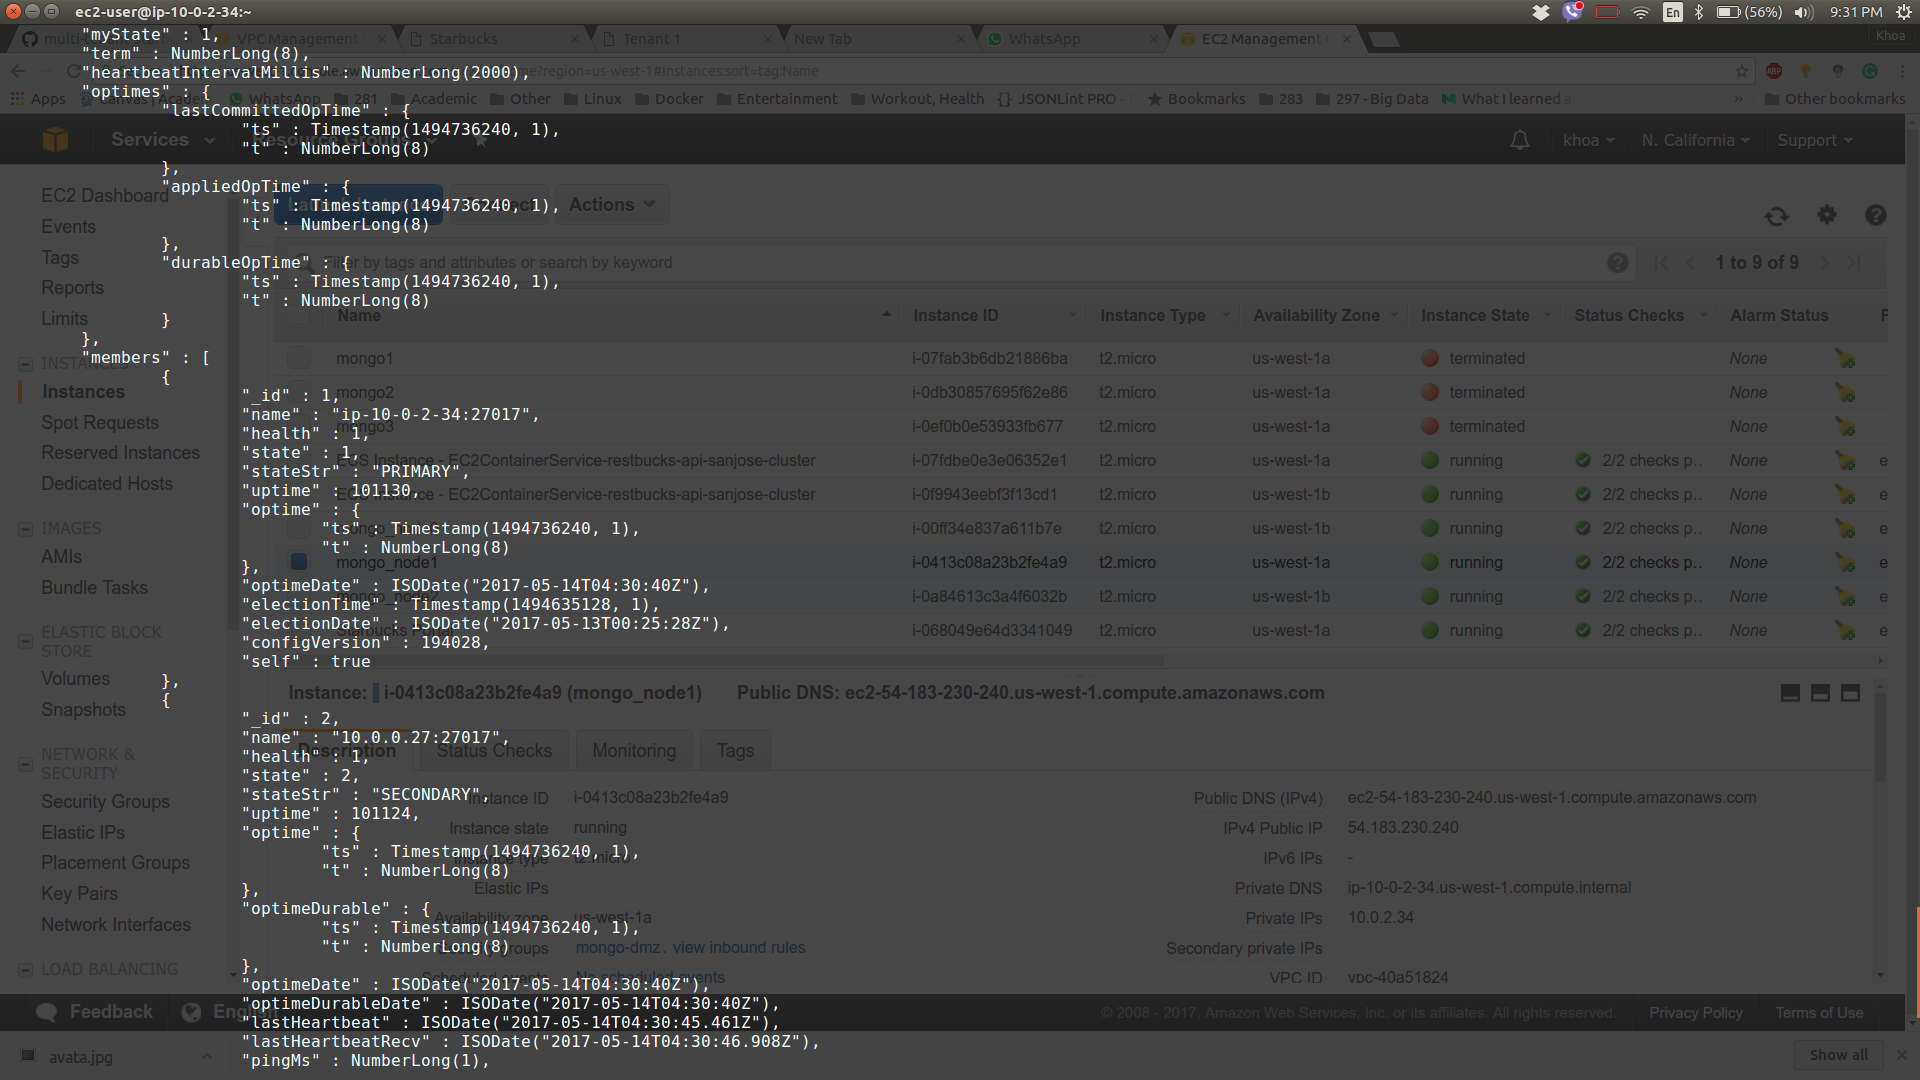 ec2-user@ip-10-0-2-34:~
En
(56%)
9:31 PM
"myState" : 1,
"term" : NumberLong(8),
"heartbeatIntervalMillis" : NumberLong(2000),
"optimes" : {
"lastCommittedOpTime" : {
"ts" : Timestamp(1494736240, 1),
"t" : NumberLong(8)
},
"appliedOpTime" : {
"ts" : Timestamp(1494736240, 1),
"t" : NumberLong(8)
},
"durableOpTime" : {
"ts" : Timestamp(1494736240, 1),
"t" : NumberLong(8)
}
},
"members" : [
{
"_id" : 1,
"name" : "ip-10-0-2-34:27017",
"health" : 1,
"state" : 1,
"stateStr" : "PRIMARY",
"uptime" : 101130,
"optime" : {
"ts" : Timestamp(1494736240, 1),
"t" : NumberLong(8)
},
"optimeDate" : ISODate("2017-05-14T04:30:40Z"),
"electionTime" : Timestamp(1494635128, 1),
"electionDate" : ISODate("2017-05-13T00:25:28Z"),
"configVersion" : 194028,
"self" : true
},
{
"_id" : 2,
"name" : "10.0.0.27:27017",
"health" : 1,
"state" : 2,
"stateStr" : "SECONDARY",
"uptime" : 101124,
"optime" : {
"ts" : Timestamp(1494736240, 1),
"t" : NumberLong(8)
},
"optimeDurable" : {
"ts" : Timestamp(1494736240, 1),
"t" : NumberLong(8)
},
"optimeDate" : ISODate("2017-05-14T04:30:40Z"),
"optimeDurableDate" : ISODate("2017-05-14T04:30:40Z"),
"lastHeartbeat" : ISODate("2017-05-14T04:30:45.461Z"),
"lastHeartbeatRecv" : ISODate("2017-05-14T04:30:46.908Z"),
"pingMs" : NumberLong(1),
VPC Management
Starbucks
Tenant 1
New Tab
WhatsApp
EC2 Management
Khoa
region=us-west-1#Instances:sort=tag:Name
Apps
WhatsApp
281
Academic
Other
Linux
Docker
Entertainment
Workout, Health
JSONLint PRO -
Bookmarks
283
297 - Big Data
What I learned
»
Other bookmarks
Services
Resource Groups
khoa
N. California
Support
EC2 Dashboard
Events
Tags
Reports
Limits
INSTANCES
Instances
Spot Requests
Reserved Instances
Dedicated Hosts
IMAGES
AMIs
Bundle Tasks
ELASTIC BLOCK STORE
Volumes
Snapshots
NETWORK & SECURITY
Security Groups
Elastic IPs
Placement Groups
Key Pairs
Network Interfaces
LOAD BALANCING
Actions
Filter by tags and attributes or search by keyword
1 to 9 of 9
Name Instance ID Instance Type Availability Zone Instance State Status Checks Alarm Status
mongo1 i-07fab3b6db21886ba t2.micro us-west-1a terminated None
mongo2 i-0db30857695f62e86 t2.micro us-west-1a terminated None
mongo3 i-0ef0b0e53933fb677 t2.micro us-west-1a terminated None
ECS Instance - EC2ContainerService-restbucks-api-sanjose-cluster i-07fdbe0e3e06352e1 t2.micro us-west-1a running 2/2 checks p.. None e
ECS Instance - EC2ContainerService-restbucks-api-sanjose-cluster i-0f9943eebf3f13cd1 t2.micro us-west-1b running 2/2 checks p.. None e
i-00ff34e837a611b7e t2.micro us-west-1b running 2/2 checks p.. None e
mongo_node1 i-0413c08a23b2fe4a9 t2.micro us-west-1a running 2/2 checks p.. None e
mongo_node2 i-0a84613c3a4f6032b t2.micro us-west-1b running 2/2 checks p.. None e
Starbucks Portal i-068049e64d3341049 t2.micro us-west-1a running 2/2 checks p.. None e
Instance: i-0413c08a23b2fe4a9 (mongo_node1) Public DNS: ec2-54-183-230-240.us-west-1.compute.amazonaws.com
Description
Status Checks
Monitoring
Tags
Instance ID i-0413c08a23b2fe4a9
Instance state running
Instance type t2.micro
Elastic IPs
Availability zone us-west-1a
Security groups mongo-dmz. view inbound rules
Scheduled events No scheduled events
Public DNS (IPv4) ec2-54-183-230-240.us-west-1.compute.amazonaws.com
IPv4 Public IP 54.183.230.240
IPv6 IPs -
Private DNS ip-10-0-2-34.us-west-1.compute.internal
Private IPs 10.0.2.34
Secondary private IPs
VPC ID vpc-40a51824
Feedback
English
© 2008 - 2017, Amazon Web Services, Inc. or its affiliates. All rights reserved.
Privacy Policy
Terms of Use
avata.jpg
Show all